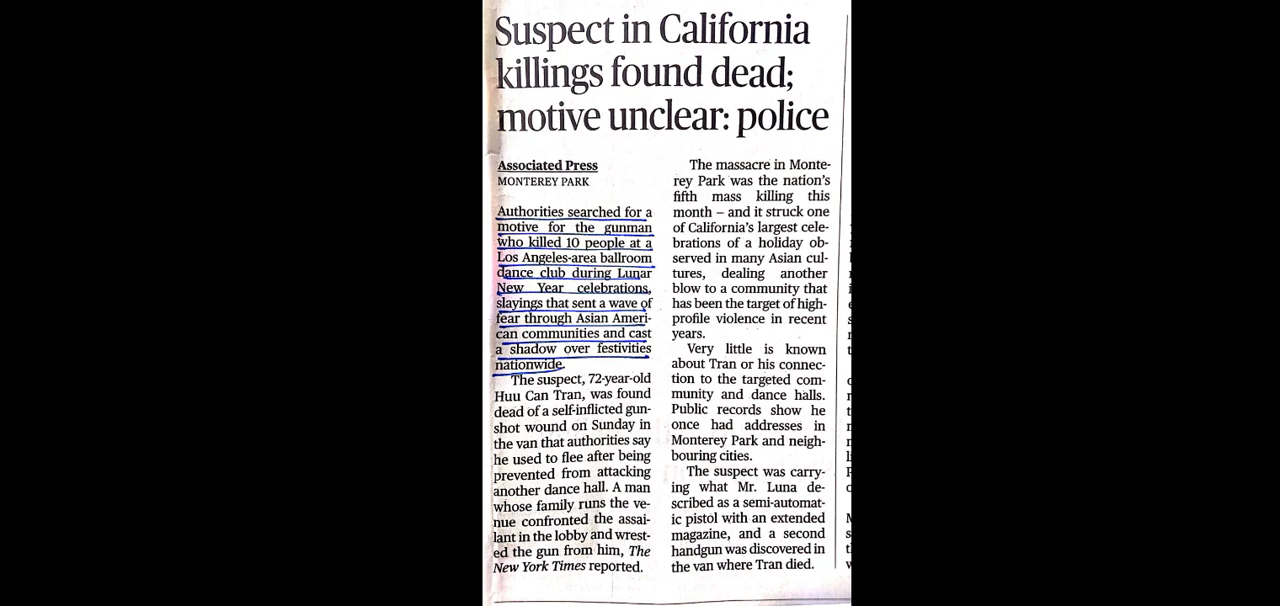 Suspect in California
killings found dead;
motive unclear: police
Associated Press
MONTEREY PARK
Authorities searched for a
motive for the gunman
who killed 10 people at a
Los Angeles-area ballroom
dance club during Lunar
New Year celebrations,
slayings that sent a wave of
fear through Asian Ameri-
can communities and cast
a shadow over festivities
nationwide.
The suspect, 72-year-old
Huu Can Tran, was found
dead of a self-inflicted gun-
shot wound on Sunday in
the van that authorities say
he used to flee after being
prevented from attacking
another dance hall. A man
whose family runs the ve-
nue confronted the assai-
lant in the lobby and wrest-
ed the gun from him, The
New York Times reported.
The massacre in Monte-
rey Park was the nation's
fifth mass killing this
month – and it struck one
of California's largest cele-
brations of a holiday ob-
served in many Asian cul-
tures, dealing another
blow to a community that
has been the target of high-
profile violence in recent
years.
Very little is known
about Tran or his connec-
tion to the targeted com-
munity and dance halls.
Public records show he
once had addresses in
Monterey Park and neigh-
bouring cities.
The suspect was carry-
ing what Mr. Luna de-
scribed as a semi-automat-
ic pistol with an extended
magazine, and a second
handgun was discovered in
the van where Tran died.